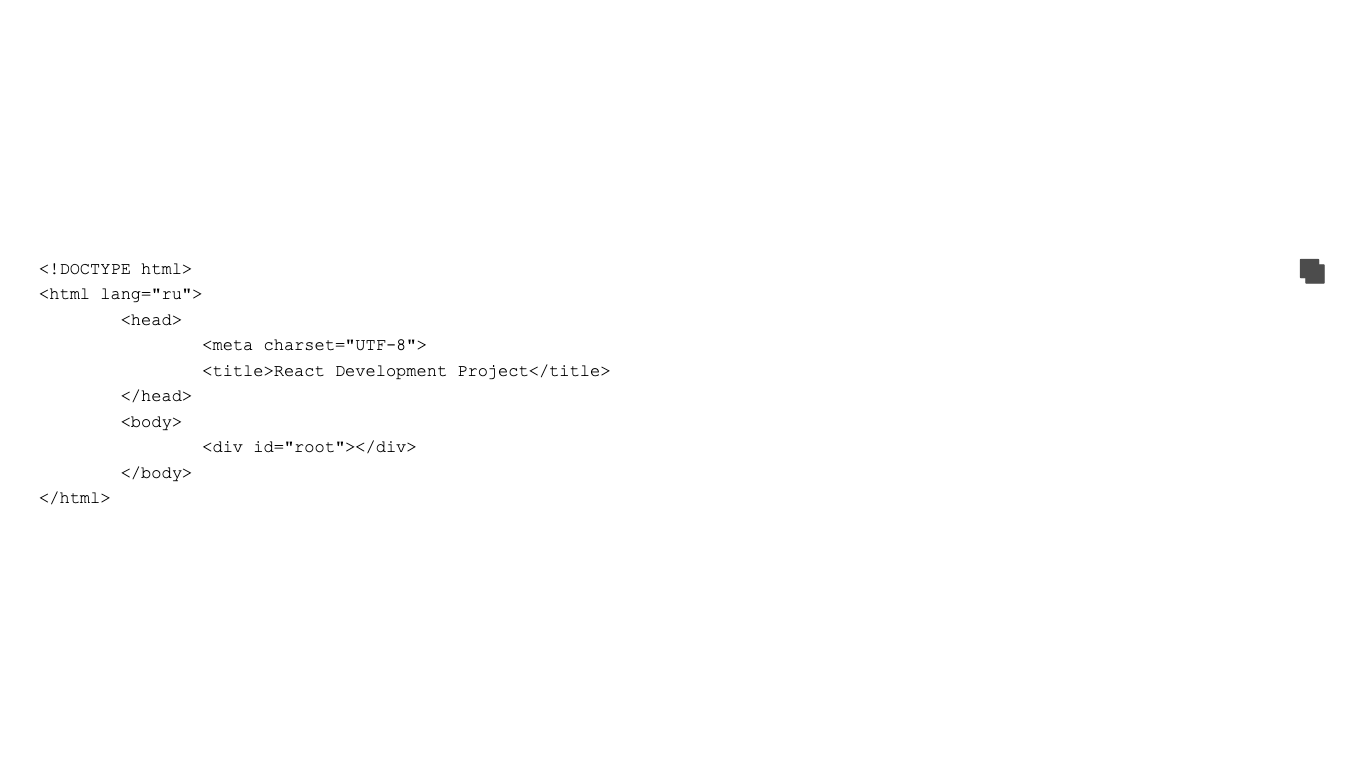 <!DOCTYPE html>
<html lang="ru">
        <head>
                <meta charset="UTF-8">
                <title>React Development Project</title>
        </head>
        <body>
                <div id="root"></div>
        </body>
</html>